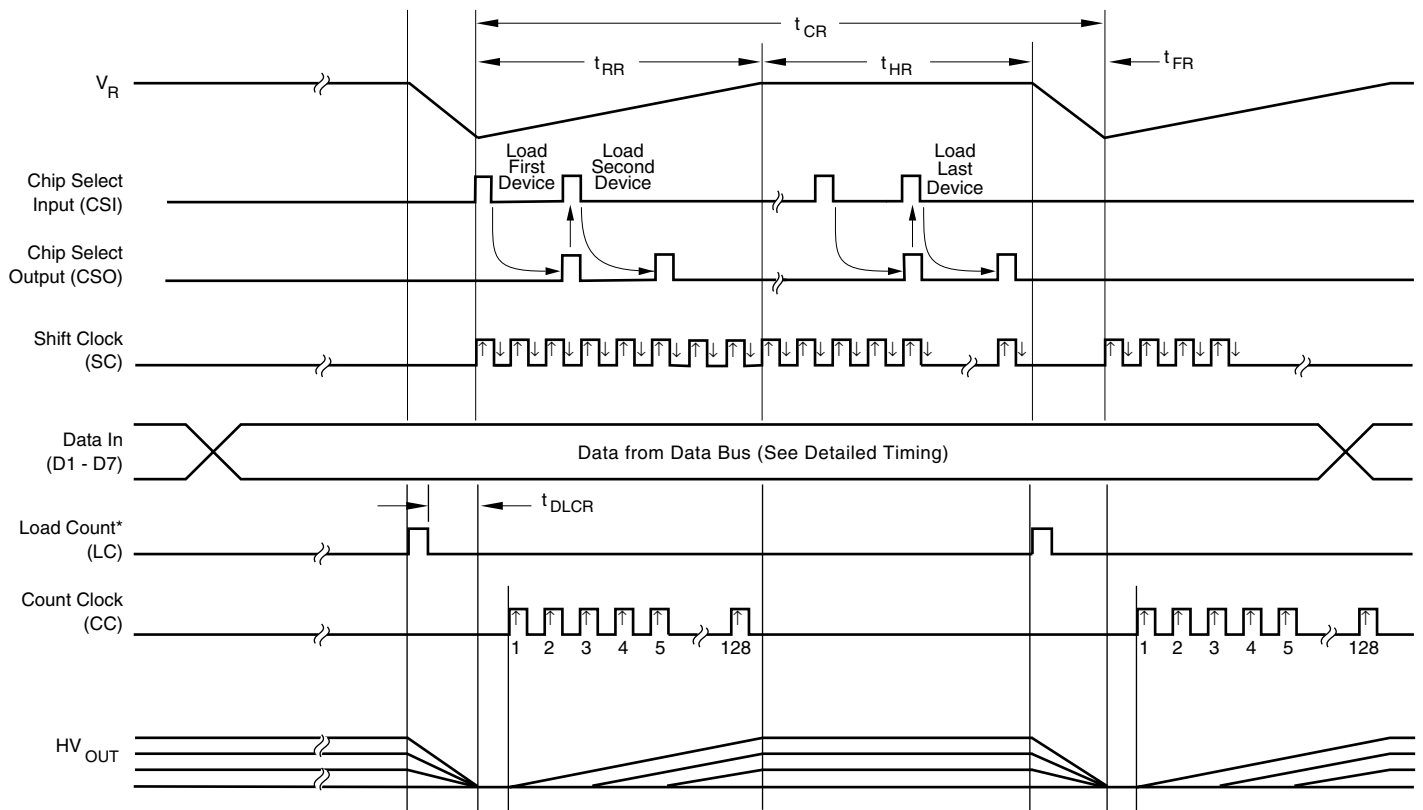 t CR
t RR
t HR
t FR
V R
Load First Device
Load Second Device
Load Last Device
Chip Select
Input (CSI)
Chip Select
Output (CSO)
Shift Clock
(SC)
Data In
(D1 - D7)
Data from Data Bus (See Detailed Timing)
t DLCR
Load Count*
(LC)
Count Clock
(CC)
1 2 3 4 5 128
1 2 3 4 5 128
HV OUT